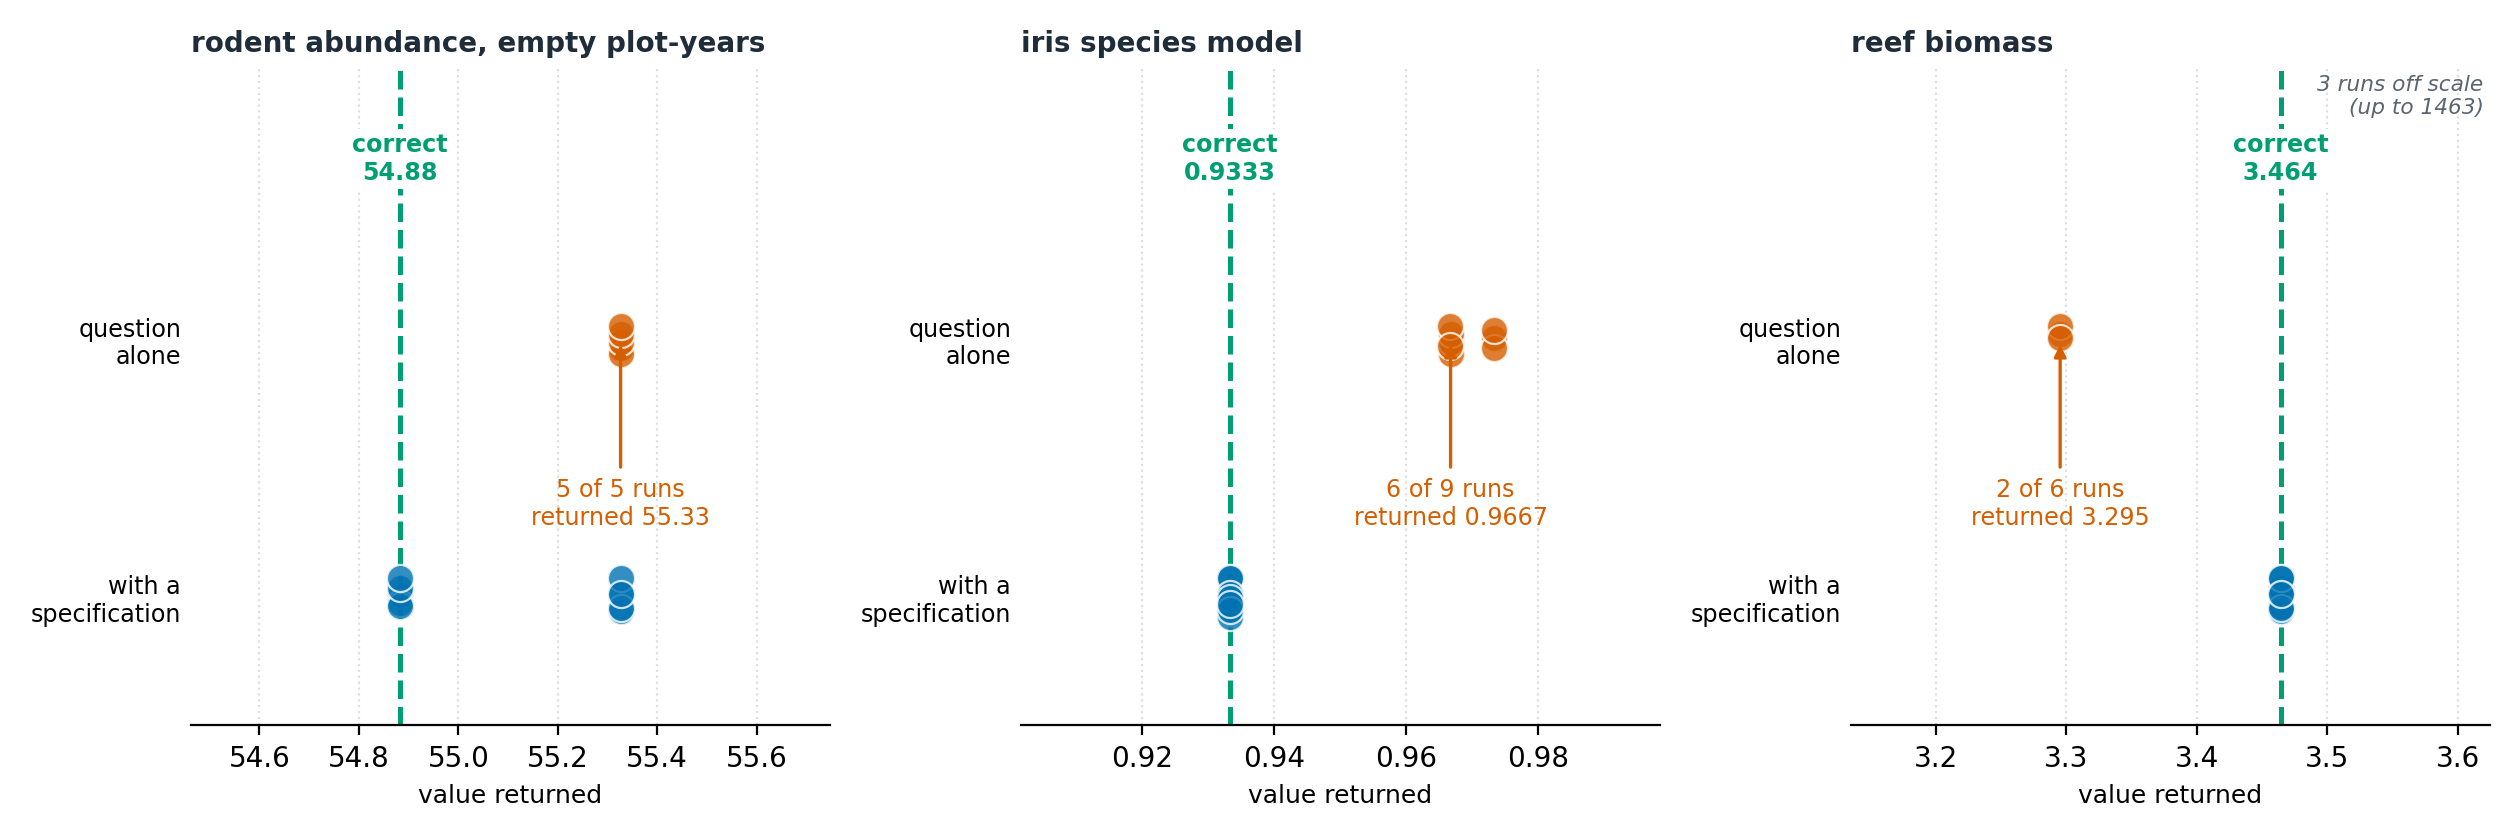 rodent abundance, empty plot-years
correct
54.88
question
alone
5 of 5 runs
returned 55.33
with a
specification
54.6 54.8 55.0 55.2 55.4 55.6
value returned
iris species model
correct
0.9333
question
alone
6 of 9 runs
returned 0.9667
with a
specification
0.92 0.94 0.96 0.98
value returned
reef biomass
3 runs off scale
(up to 1463)
correct
3.464
question
alone
2 of 6 runs
returned 3.295
with a
specification
3.2 3.3 3.4 3.5 3.6
value returned